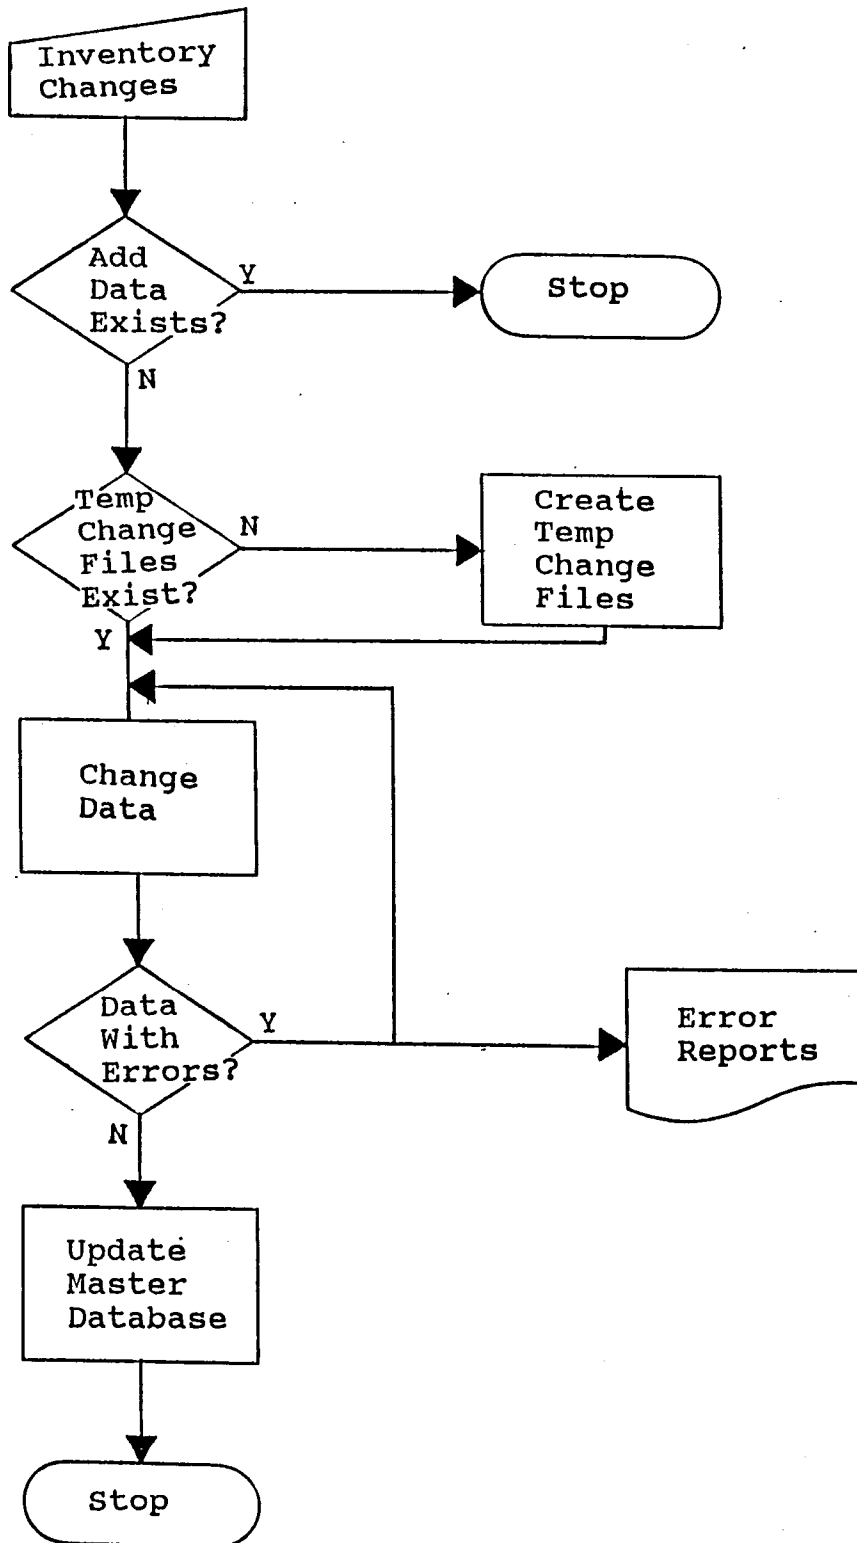 Inventory
Changes
Add
Data
Exists?
Y
Stop
N
Temp
Change
Files
Exist?
N
Create
Temp
Change
Files
Y
Change
Data
Data
With
Errors?
Y
Error
Reports
N
Update
Master
Database
Stop